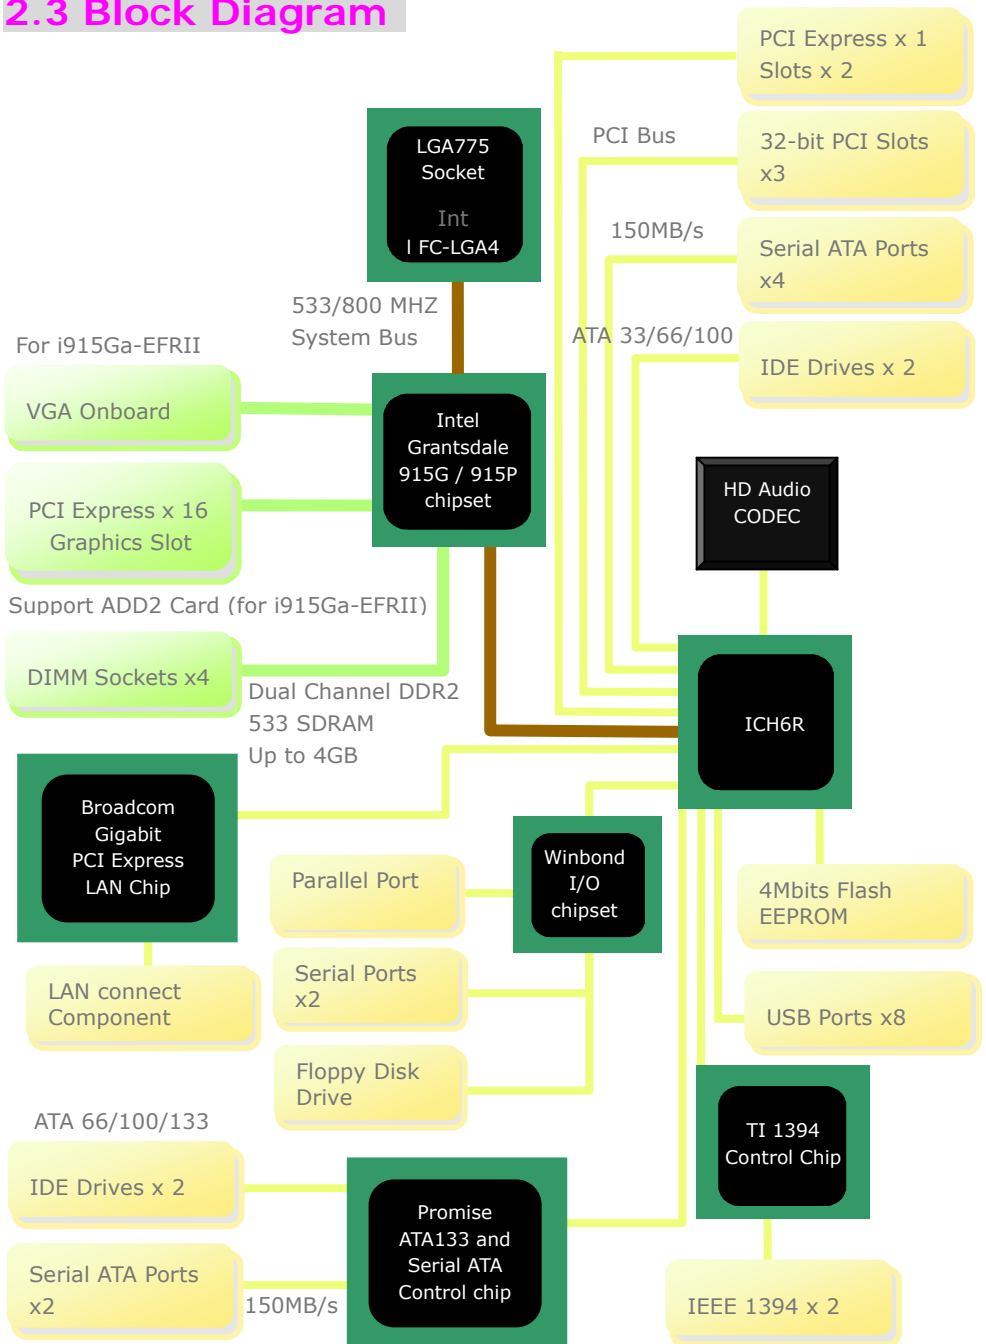 2.3 Block Diagram
PCI Express x 1
Slots x 2
LGA775
Socket
Int
l FC-LGA4
PCI Bus
32-bit PCI Slots
x3
150MB/s
Serial ATA Ports
x4
533/800 MHZ
System Bus
ATA 33/66/100
IDE Drives x 2
For i915Ga-EFRII
VGA Onboard
Intel
Grantsdale
915G / 915P
chipset
PCI Express x 16
Graphics Slot
HD Audio
CODEC
Support ADD2 Card (for i915Ga-EFRII)
DIMM Sockets x4
Dual Channel DDR2
533 SDRAM
Up to 4GB
ICH6R
Broadcom
Gigabit
PCI Express
LAN Chip
Winbond
I/O
chipset
Parallel Port
4Mbits Flash
EEPROM
LAN connect
Component
Serial Ports
x2
USB Ports x8
Floppy Disk
Drive
ATA 66/100/133
TI 1394
Control Chip
IDE Drives x 2
Promise
ATA133 and
Serial ATA
Control chip
Serial ATA Ports
x2
150MB/s
IEEE 1394 x 2